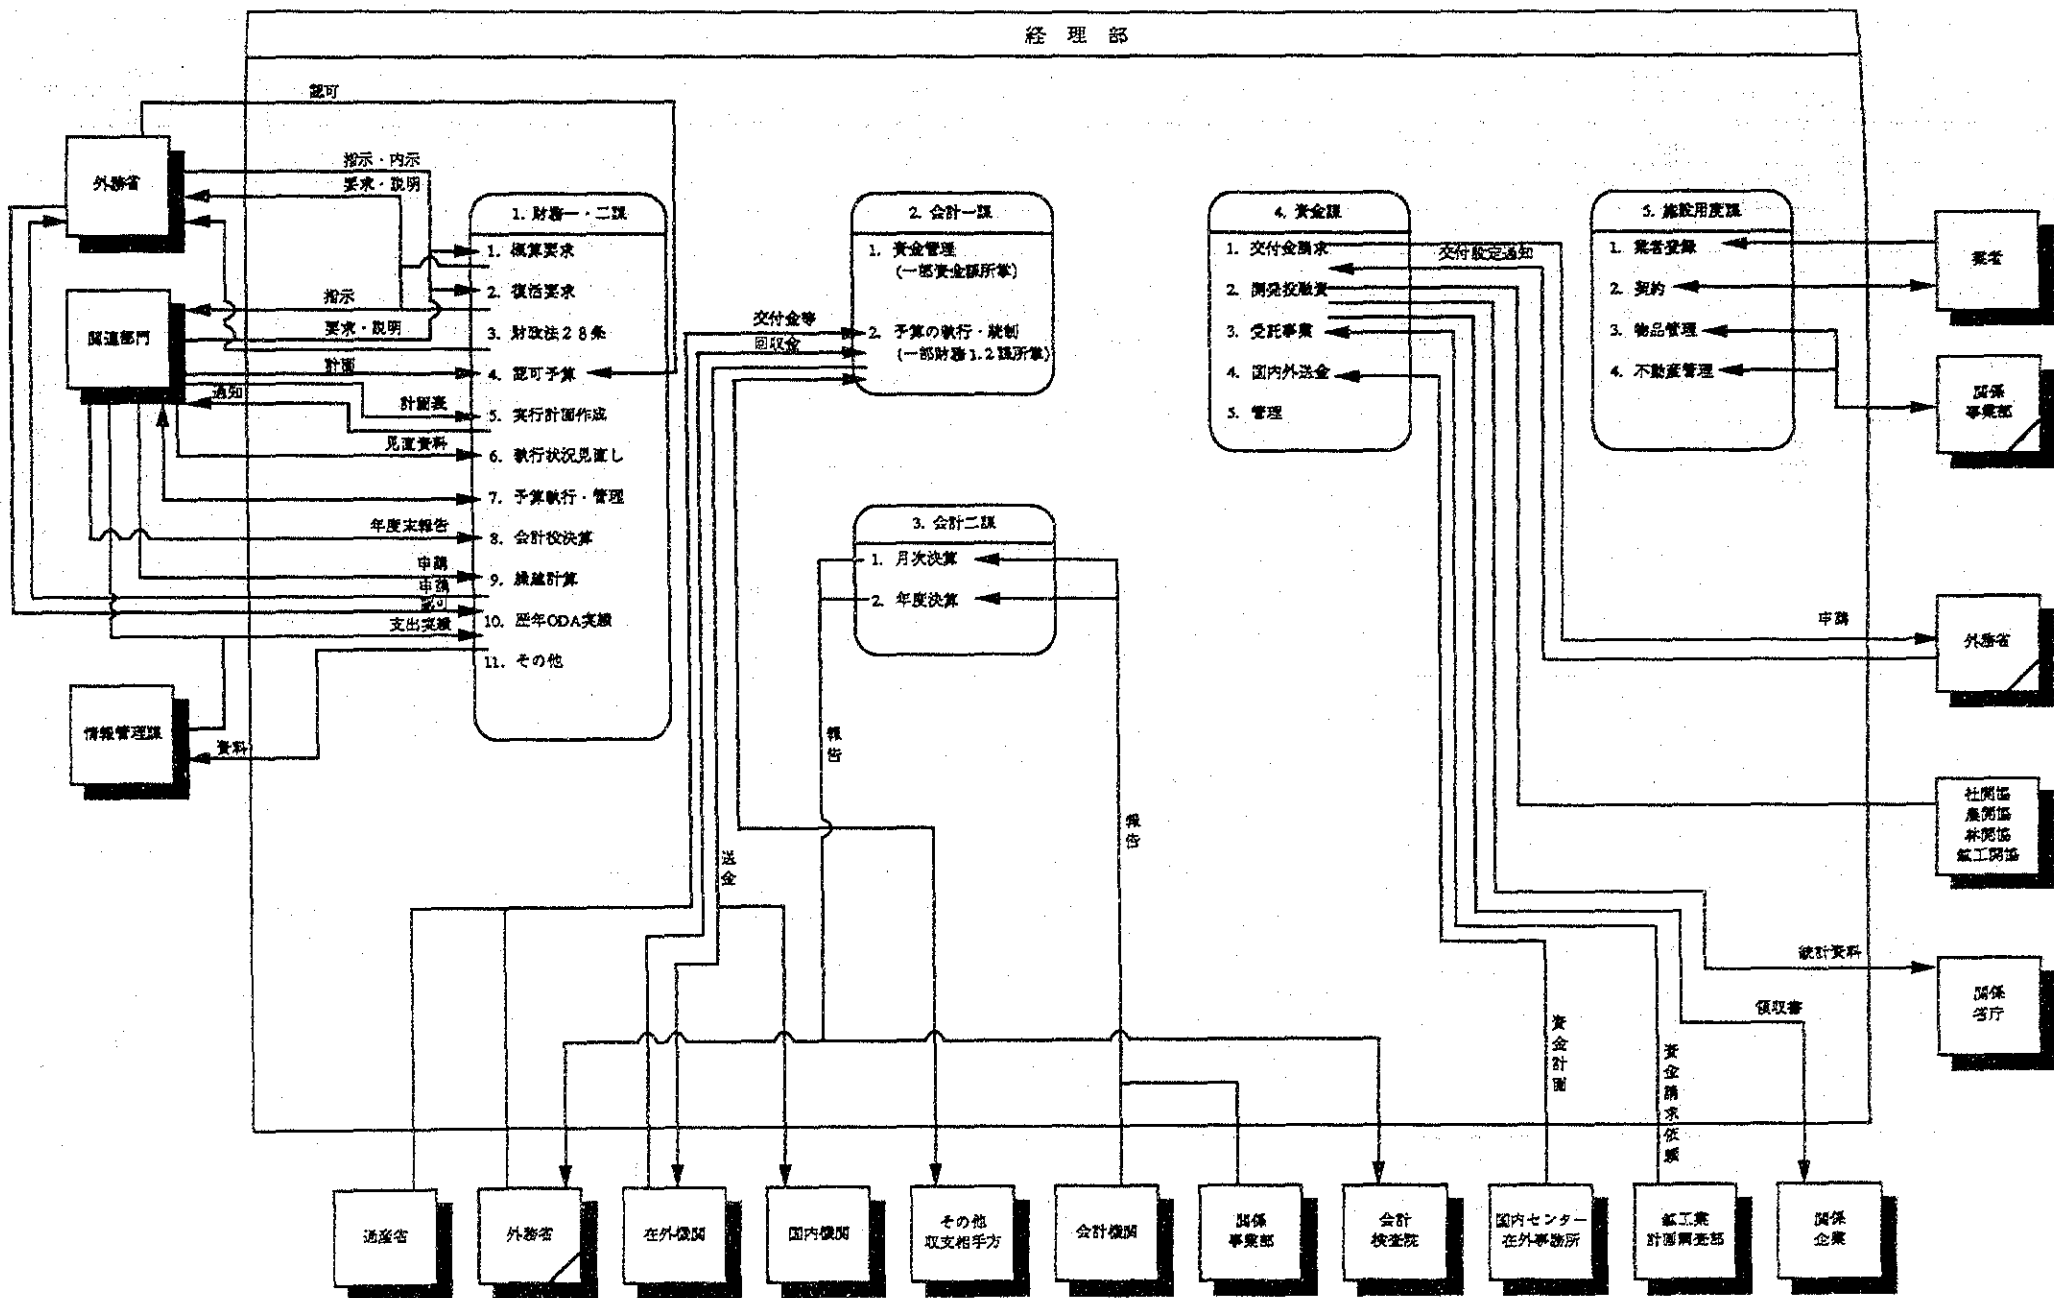 経理部
認可
外務省
指示・内示
要求・説明
関連部門
指示
要求・説明
計画
通知
計画表
見直資料
年度末報告
申請
申請
認可
支出実績
情報管理課
資料
1. 財務一・二課
1. 概算要求
2. 復活要求
3. 財政法28条
4. 認可予算
5. 実行計画作成
6. 執行状況見直し
7. 予算執行・管理
8. 会計校決算
9. 繰越計算
10. 歴年ODA実績
11. その他
2. 会計一課
1. 資金管理
(一部資金課所掌)
2. 予算の執行・統制
(一部財務1.2課所掌)
交付金等
回収金
送金
3. 会計二課
1. 月次決算
2. 年度決算
報告
報告
4. 資金課
1. 交付金請求
2. 開発投融資
3. 受託事業
4. 国内外送金
5. 管理
交付設定通知
5. 施設用度課
1. 業者登録
2. 契約
3. 物品管理
4. 不動産管理
業者
関係
事業部
申請
外務省
社開協
農開協
林開協
鉱工開協
統計資料
関係
省庁
領収書
資金計画
資金請求依頼
通産省
外務省
在外機関
国内機関
その他
収支相手方
会計機関
関係
事業部
会計
検査院
国内センター
在外事務所
鉱工業
計画調査部
関係
企業